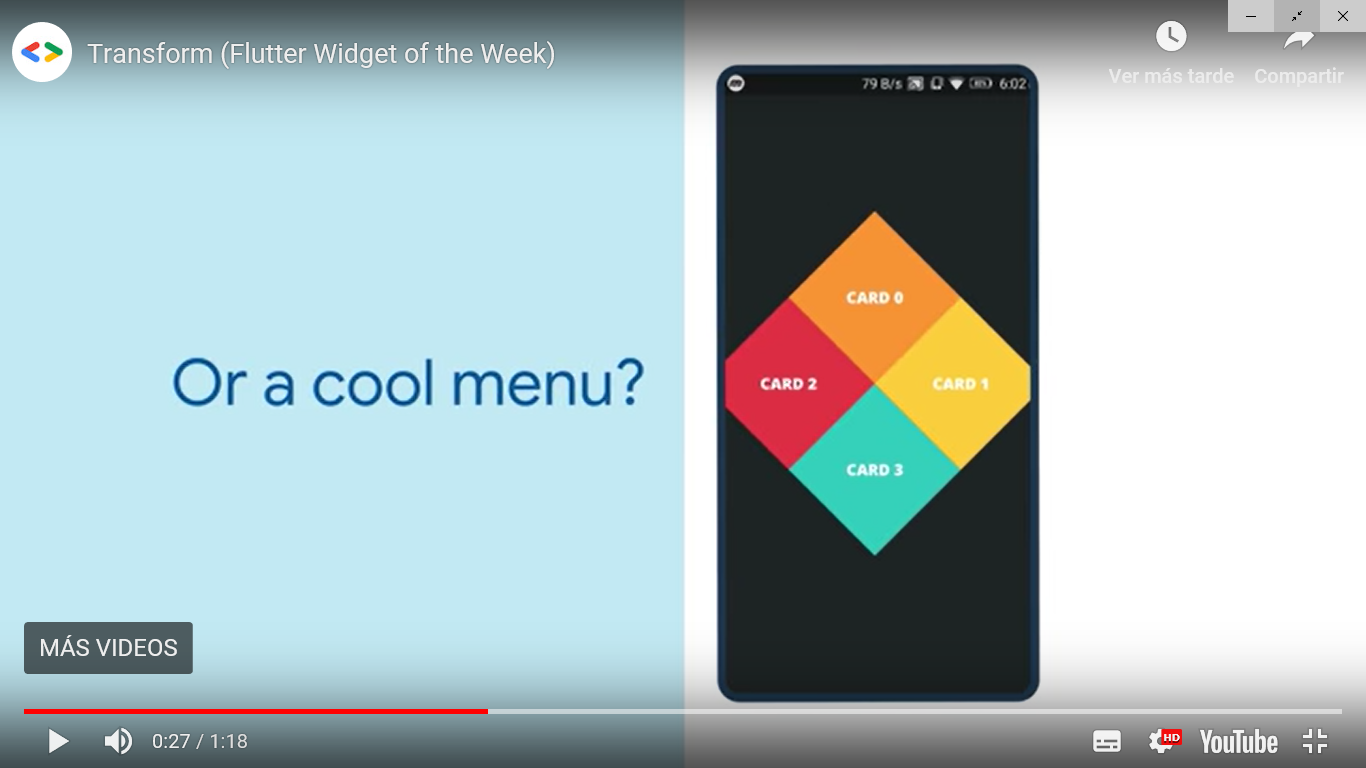 Transform (Flutter Widget of the Week)
Ver más tarde
Compartir
79 B/s
6:02
Or a cool menu?
CARD 0
CARD 2
CARD 1
CARD 3
MÁS VIDEOS
0:27 / 1:18
HD
YouTube